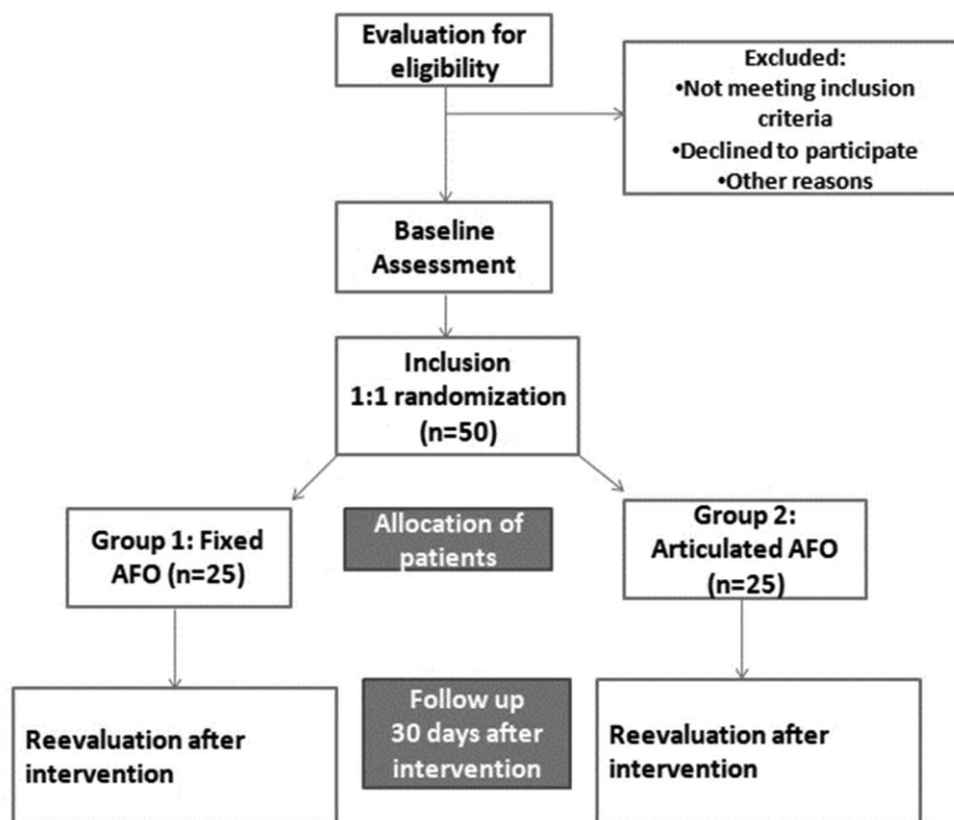 Evaluation for
eligibility
Excluded:
•Not meeting inclusion
criteria
•Declined to participate
•Other reasons
Baseline
Assessment
Inclusion
1:1 randomization
(n=50)
Group 1: Fixed
AFO (n=25)
Allocation of
patients
Group 2:
Articulated AFO
(n=25)
Reevaluation after
intervention
Follow up
30 days after
intervention
Reevaluation after
intervention